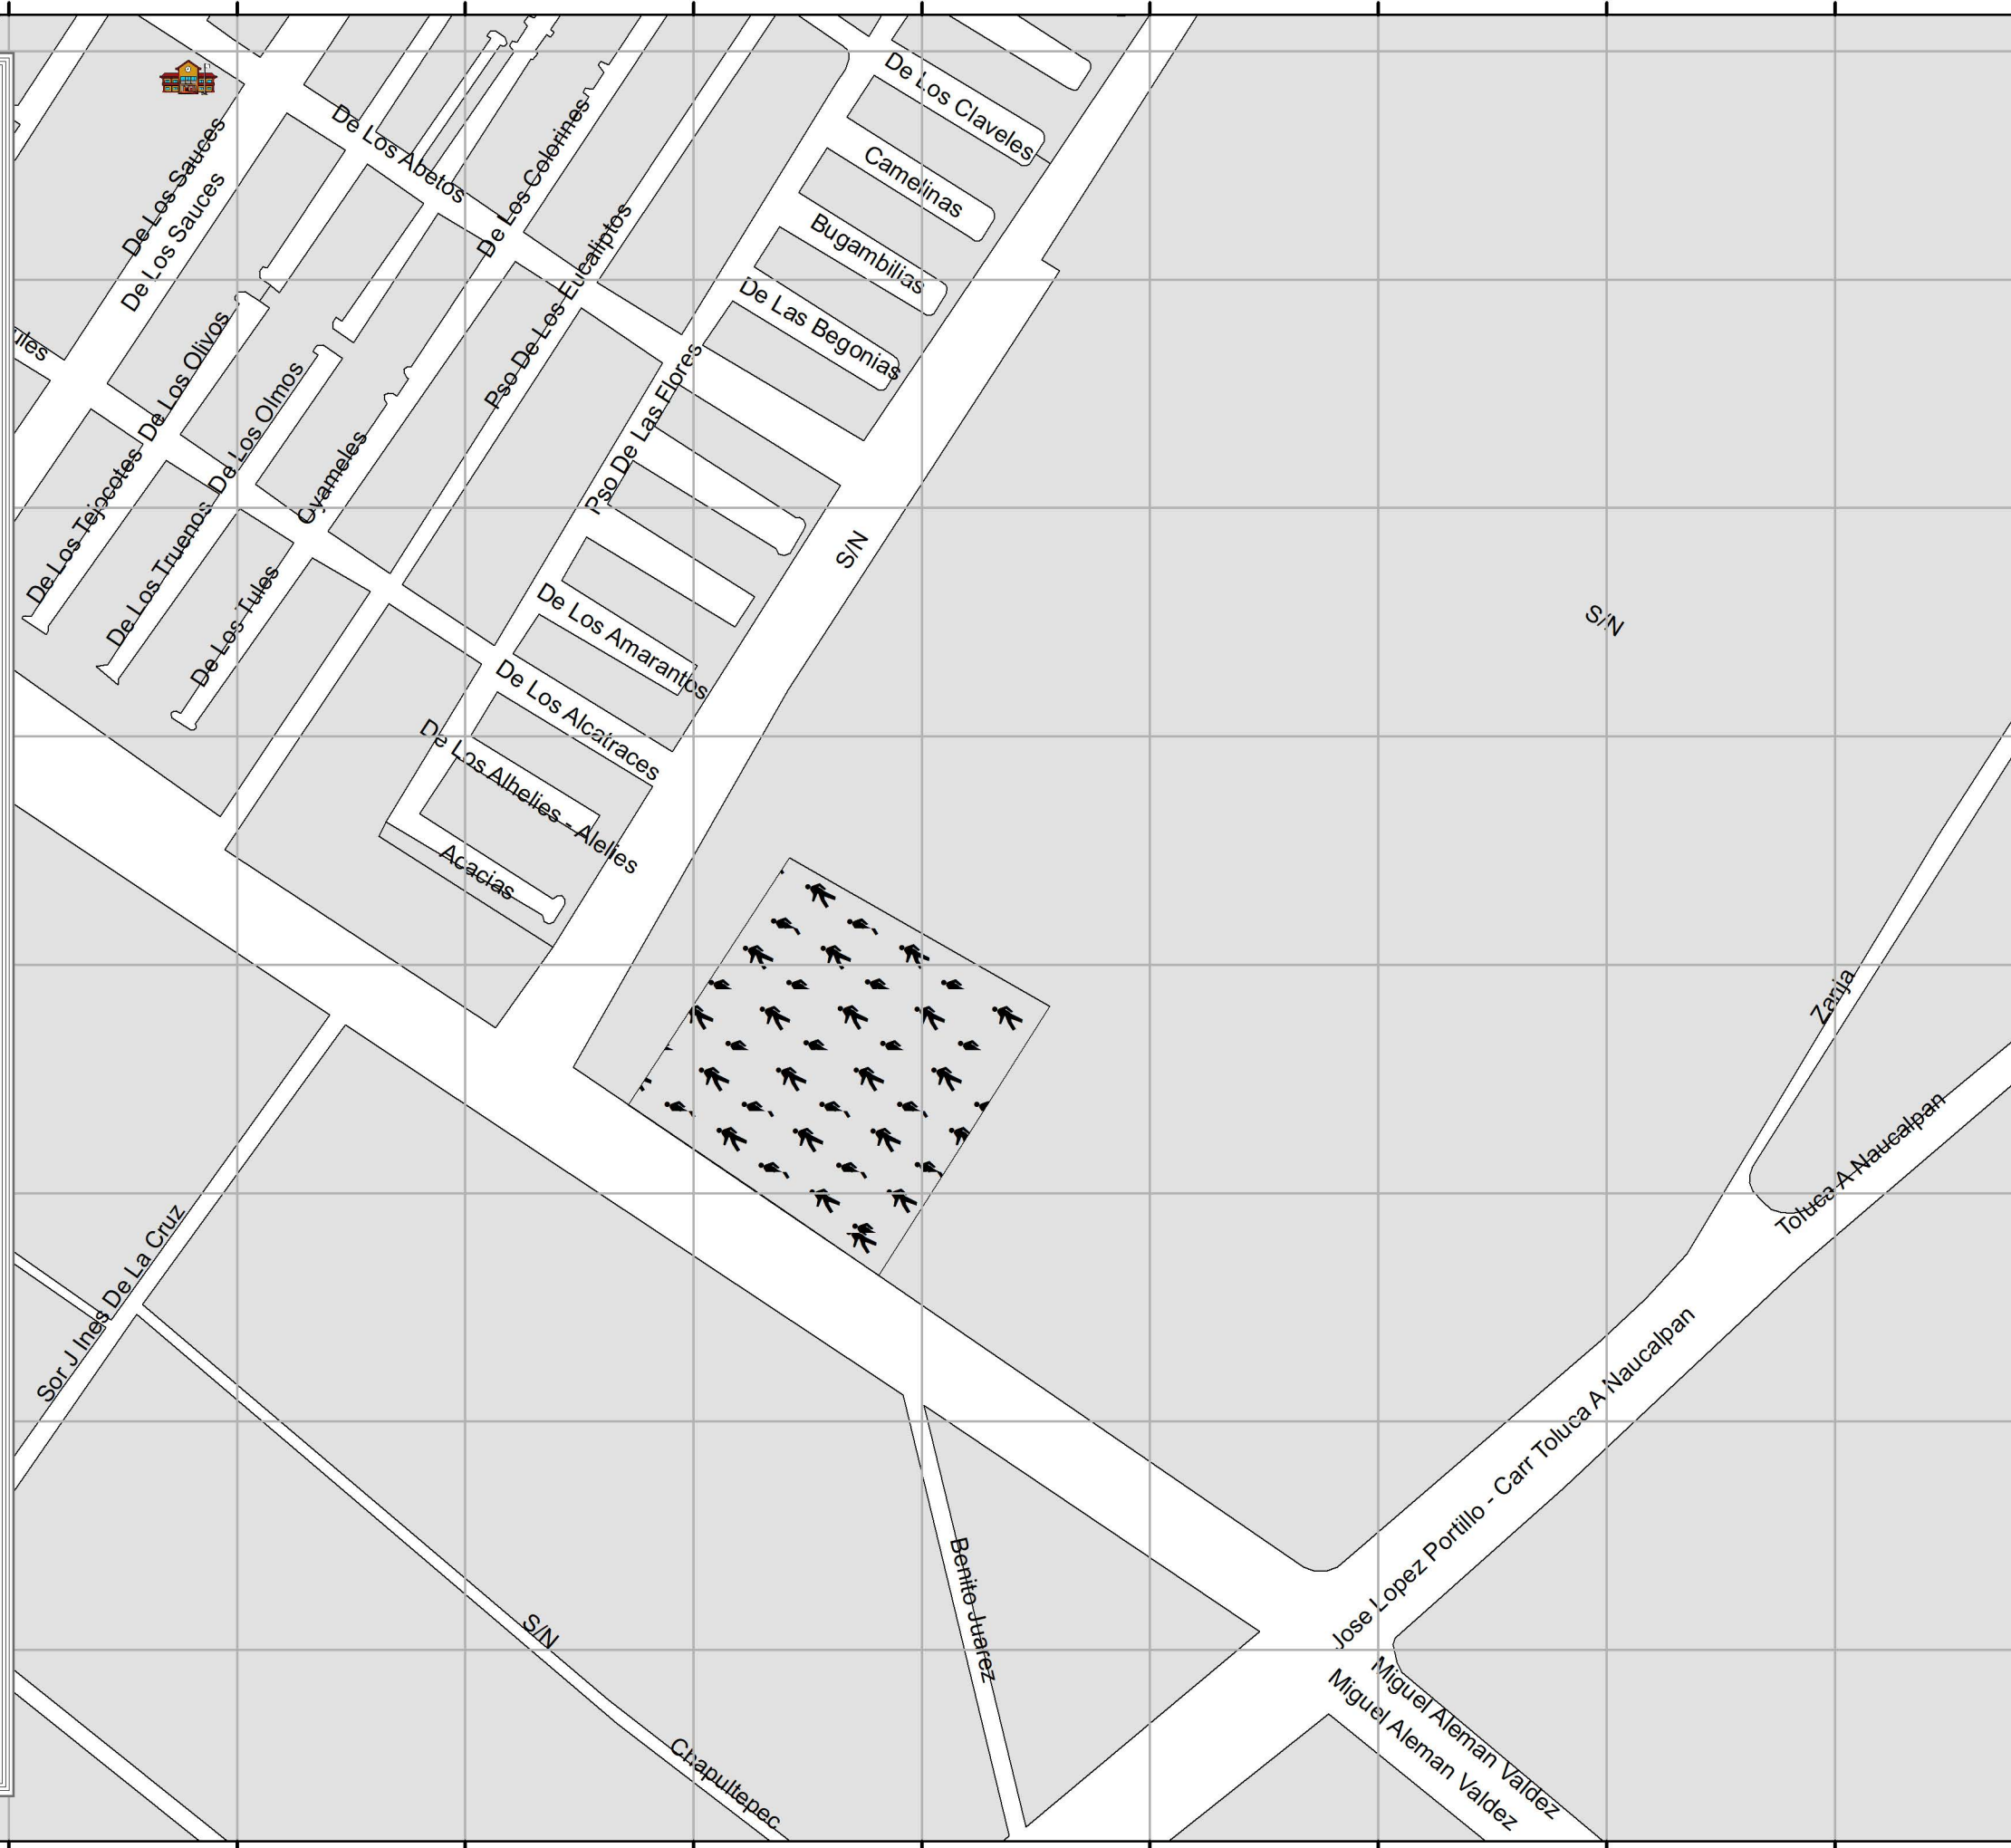 De Los Claveles
De Los Abetos
De Los Colorines
De Los Sauces
Camelinas
De Los Sauces
Bugambilias
Pso De Los Eucaliptos
De Las Begonias
ules
De Los Olivos
Pso De Las Flores
De Los Olmos
Oyameles
De Los Tejocotes
De Los Truenos
S/N
S/N
De Los Tules
De Los Amarantos
De Los Alcatraces
De Los Alhelies - Alelies
Acacias
Zanja
Toluca A Naucalpan
Sor J Ines De La Cruz
Jose Lopez Portillo - Carr Toluca A Naucalpan
Benito Juarez
S/N
Miguel Aleman Valdez
Miguel Aleman Valdez
Chapultepec